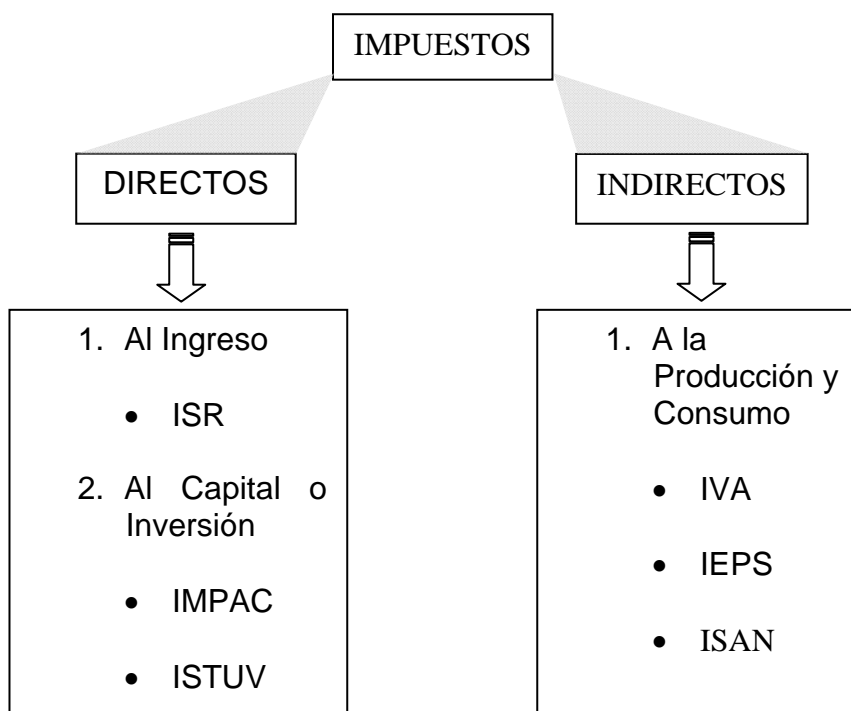 IMPUESTOS
DIRECTOS
1. Al Ingreso
• ISR
2. Al Capital o
Inversión
• IMPAC
• ISTUV
INDIRECTOS
1. A la
Producción y
Consumo
• IVA
• IEPS
• ISAN